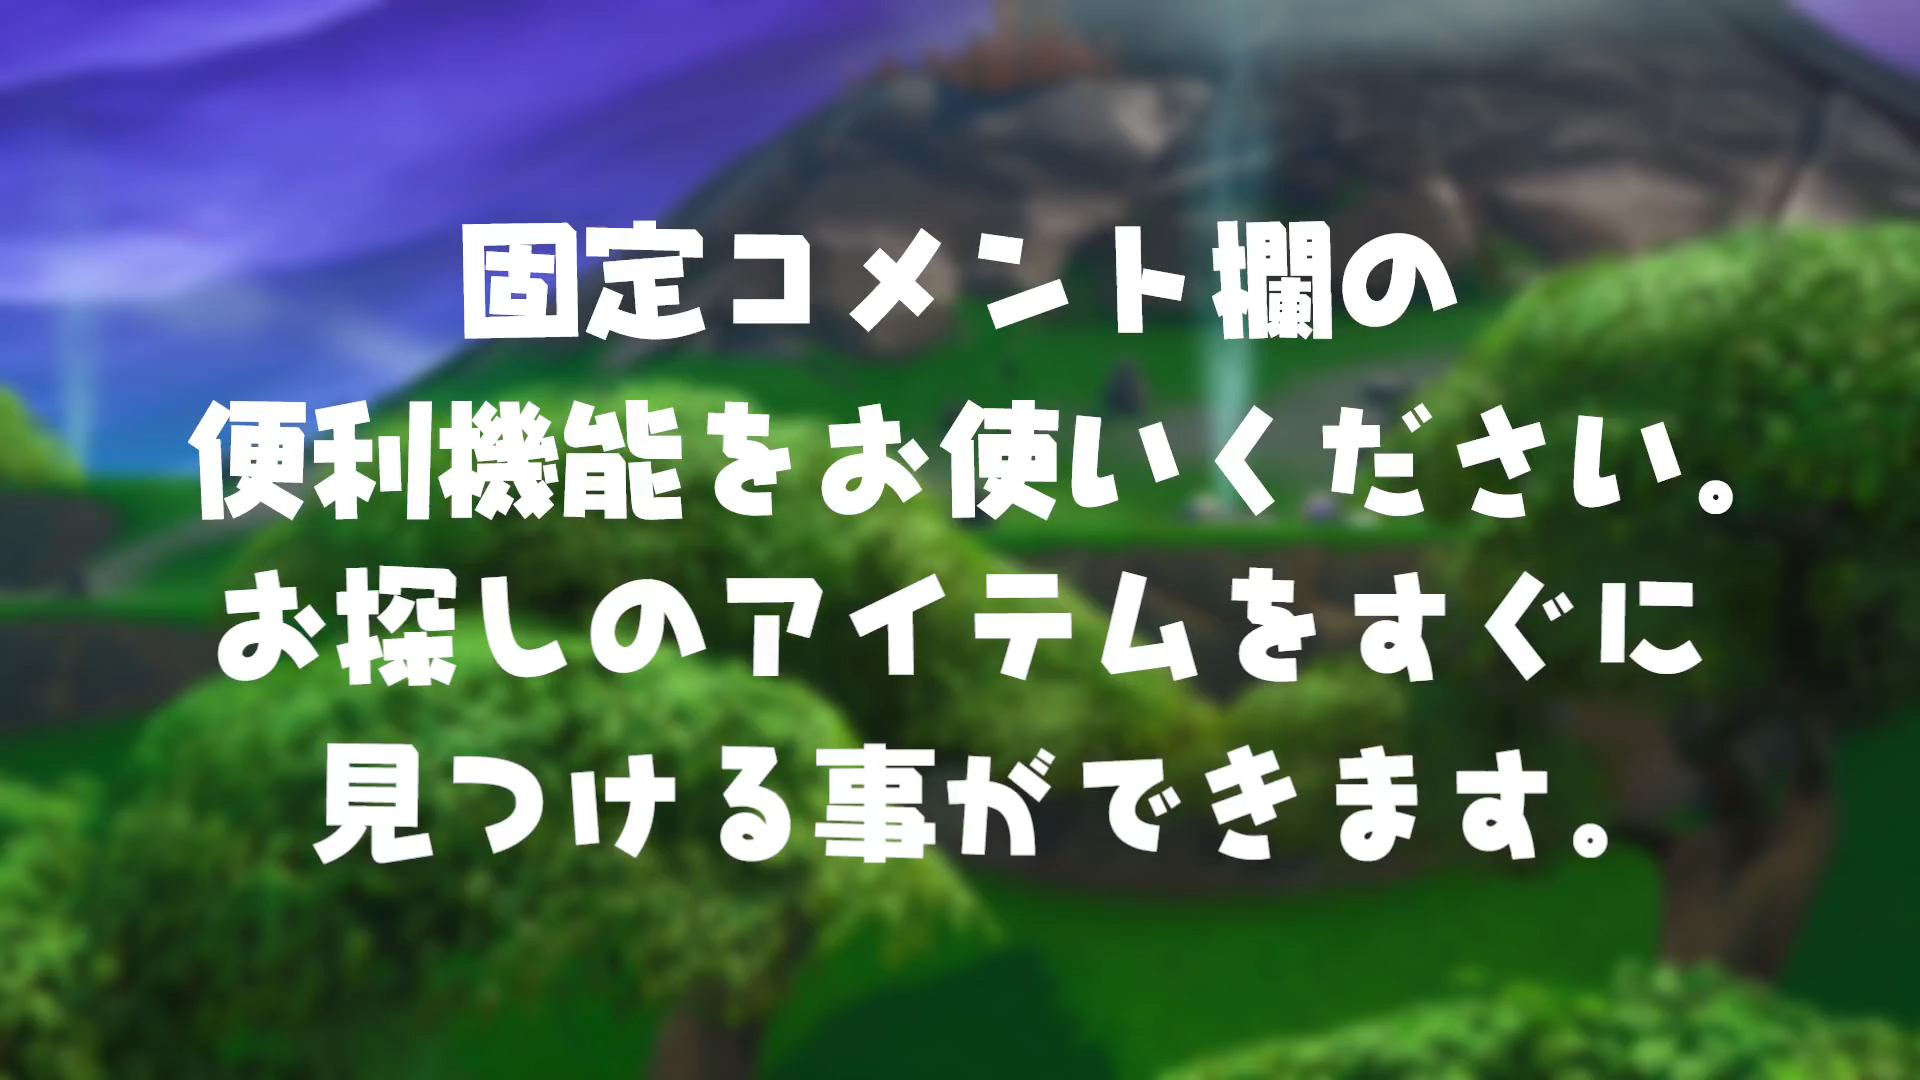 固定コメント欄の
便利機能をお使いください。
お探しのアイテムをすぐに
見つける事ができます。